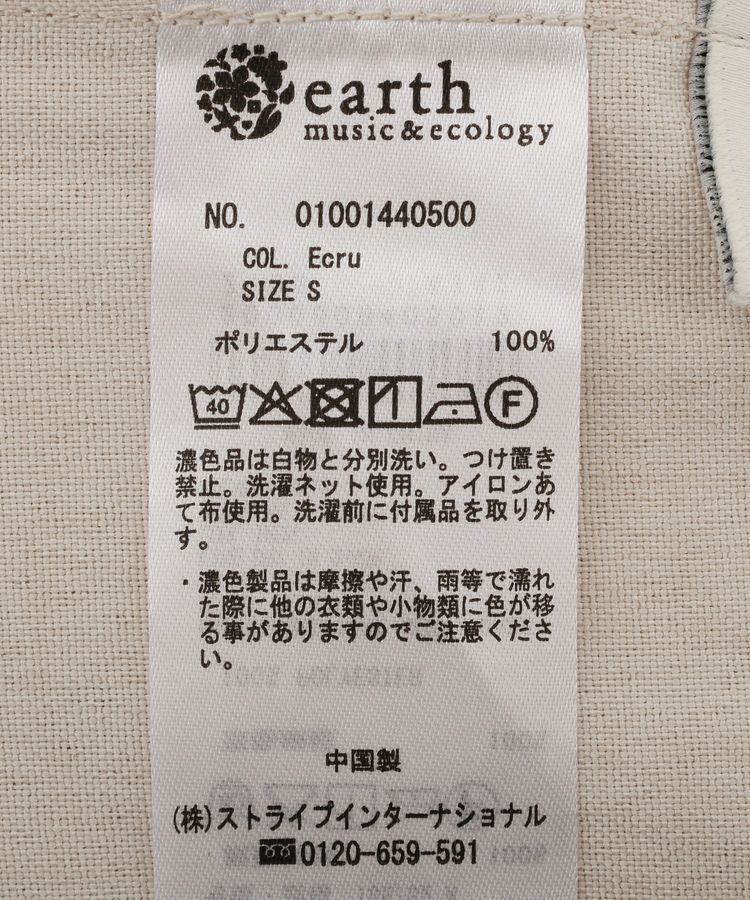 earth
music&ecology
NO. 01001440500
COL. Ecru
SIZE S
ポリエステル 100%
40 F
濃色品は白物と分別洗い。つけ置き
禁止。洗濯ネット使用。アイロンあ
て布使用。洗濯前に付属品を取り外
す。
・濃色製品は摩擦や汗、雨等で濡れ
た際に他の衣類や小物類に色が移
る事がありますのでご注意くださ
い。
中国製
(株)ストライプインターナショナル
0120-659-591